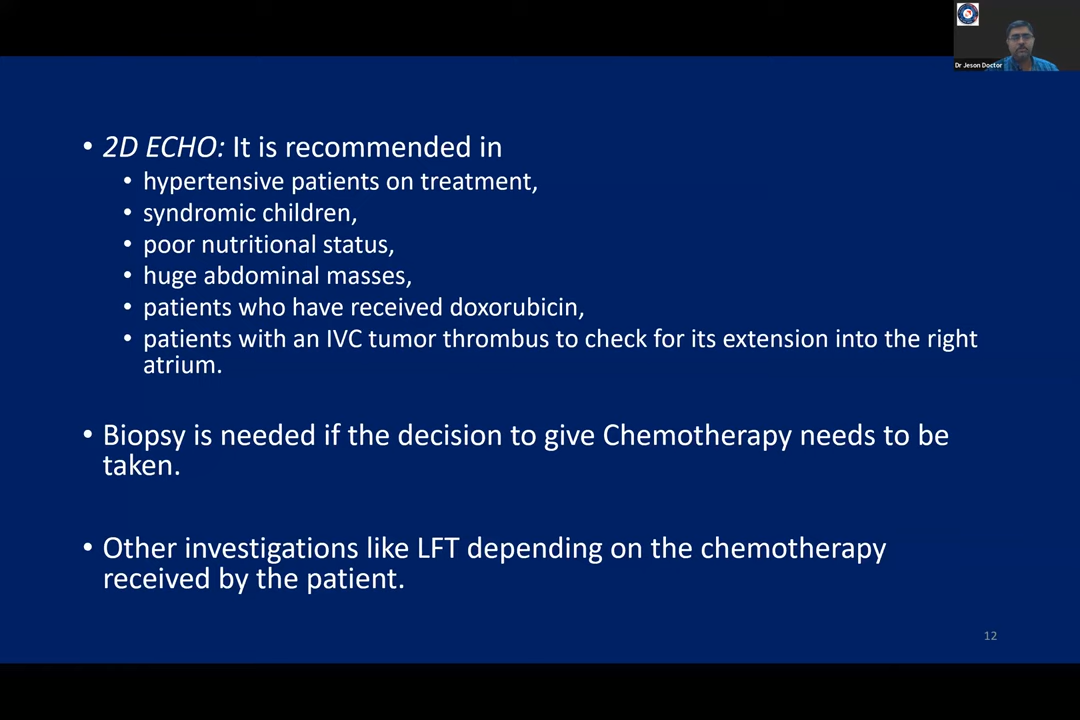 Dr Jeson Doctor
• 2D ECHO: It is recommended in
• hypertensive patients on treatment,
• syndromic children,
• poor nutritional status,
• huge abdominal masses,
• patients who have received doxorubicin,
• patients with an IVC tumor thrombus to check for its extension into the right
atrium.
• Biopsy is needed if the decision to give Chemotherapy needs to be
taken.
• Other investigations like LFT depending on the chemotherapy
received by the patient.
12